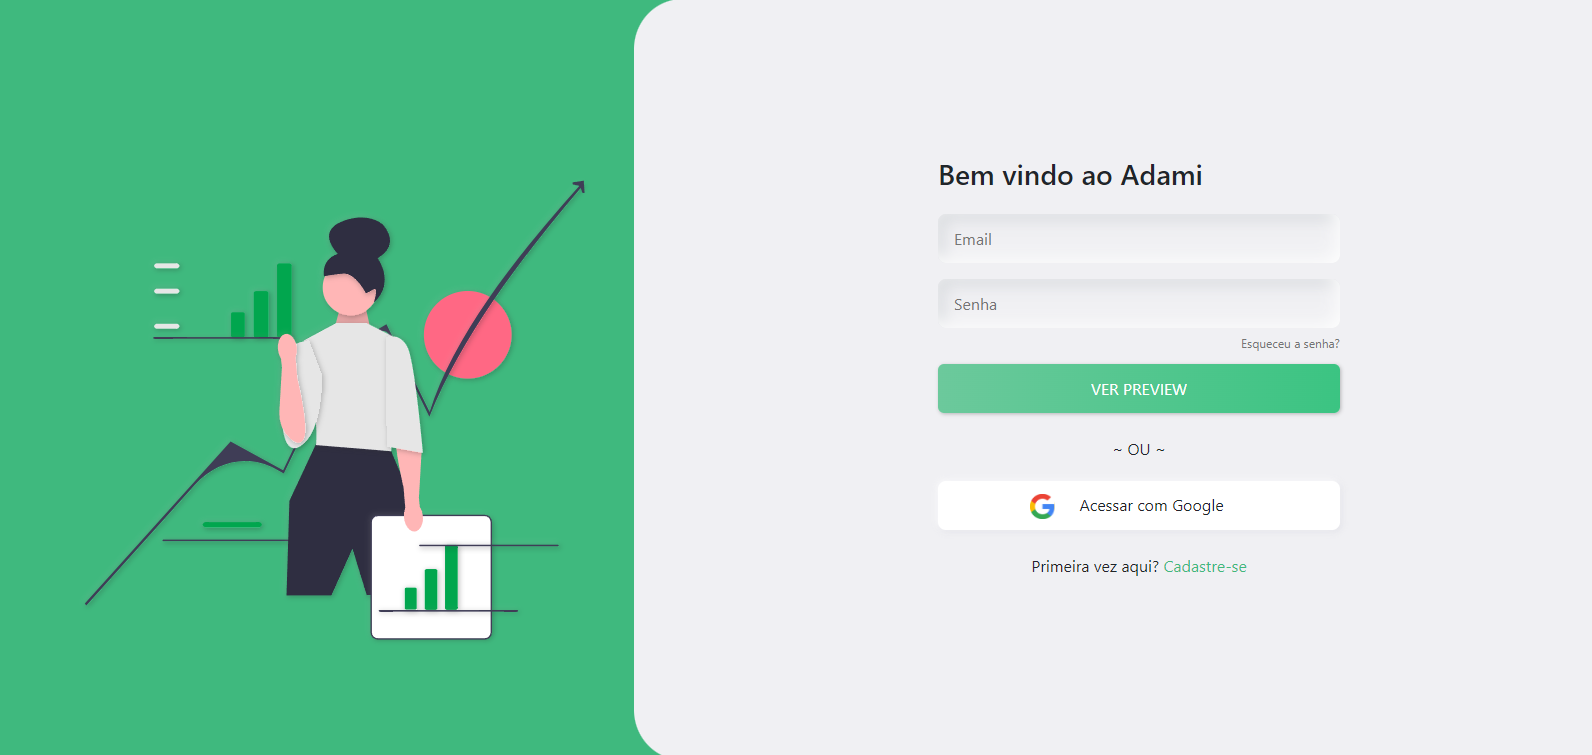 Bem vindo ao Adami
Email
Senha
Esqueceu a senha?
VER PREVIEW
~ OU ~
Acessar com Google
Primeira vez aqui? Cadastre-se